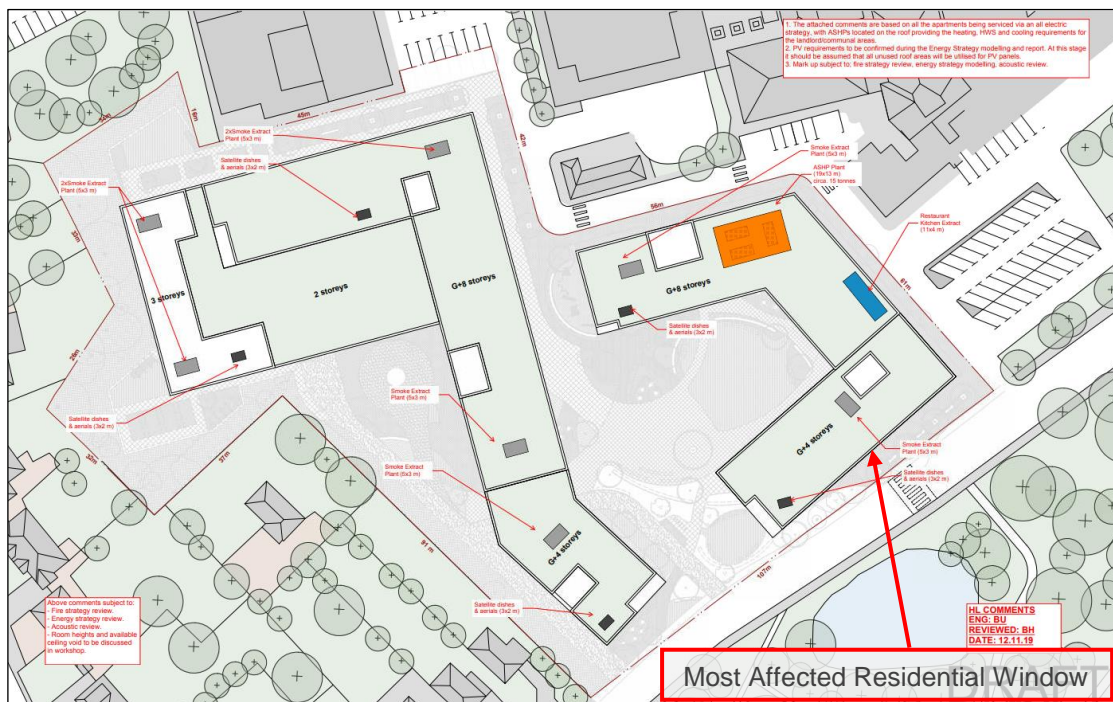 1. The attached comments are based on all the apartments being serviced via an all electric
strategy, with ASHPs located on the roof providing the heating, HWS and cooling requirements for
the landlord/communal areas.
2. PV requirements to be confirmed during the Energy Strategy modelling and report. At this stage
it should be assumed that all unused roof areas will be utilised for PV panels.
3. Mark up subject to: fire strategy review, energy strategy modelling, acoustic review.
16m
45m
42m
2xSmoke Extract
Plant (5x3 m)
Satellite dishes
& aerials (3x2 m)
2xSmoke Extract
Plant (5x3 m)
Smoke Extract
Plant (5x3 m)
ASHP Plant
(19x13 m)
circa. 15 tonnes
56m
Restaurant
Kitchen Extract
(11x4 m)
61m
3 storeys
2 storeys
G+8 storeys
G+8 storeys
Satellite dishes
& aerials (3x2 m)
26m
Satellite dishes
& aerials (3x2 m)
Smoke Extract
Plant (5x3 m)
G+4 storeys
Smoke Extract
Plant (5x3 m)
Smoke Extract
Plant (5x3 m)
Satellite dishes
& aerials (3x2 m)
32m
37m
G+4 storeys
91 m
107m
Satellite dishes
& aerials (3x2 m)
Above comments subject to:
- Fire strategy review.
- Energy strategy review.
- Acoustic review.
- Room heights and available
ceiling void to be discussed
in workshop.
HL COMMENTS
ENG: BU
REVIEWED: BH
DATE: 12.11.19
Most Affected Residential Window
DRAFT